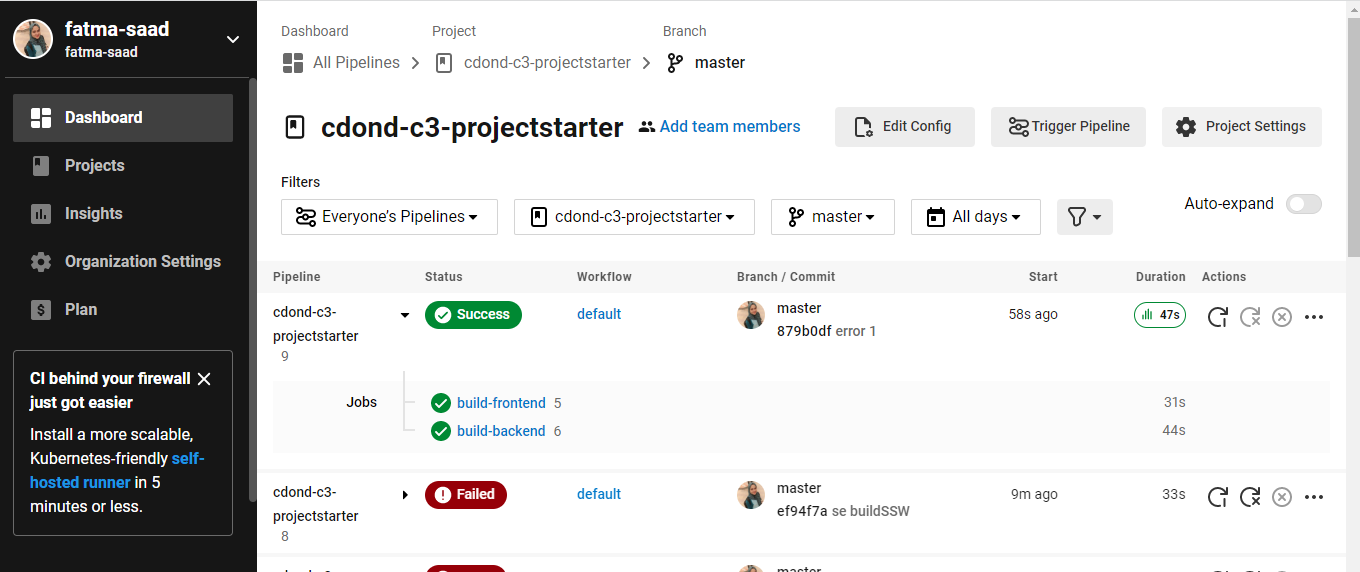 fatma-saad
fatma-saad
Dashboard
Projects
Insights
Organization Settings
Plan
CI behind your firewall
just got easier
Install a more scalable,
Kubernetes-friendly self-
hosted runner in 5
minutes or less.
Dashboard Project Branch
All Pipelines cdond-c3-projectstarter master
cdond-c3-projectstarter Add team members Edit Config Trigger Pipeline Project Settings
Filters
Everyone's Pipelines cdond-c3-projectstarter master All days Auto-expand
Pipeline Status Workflow Branch / Commit Start Duration Actions
cdond-c3-
projectstarter
9
Success default
master
879b0df error 1
58s ago 47s
Jobs
build-frontend 5 31s
build-backend 6 44s
cdond-c3-
projectstarter
8
Failed default
master
ef94f7a se buildSSW
9m ago 33s
cdond-c3- Failed master